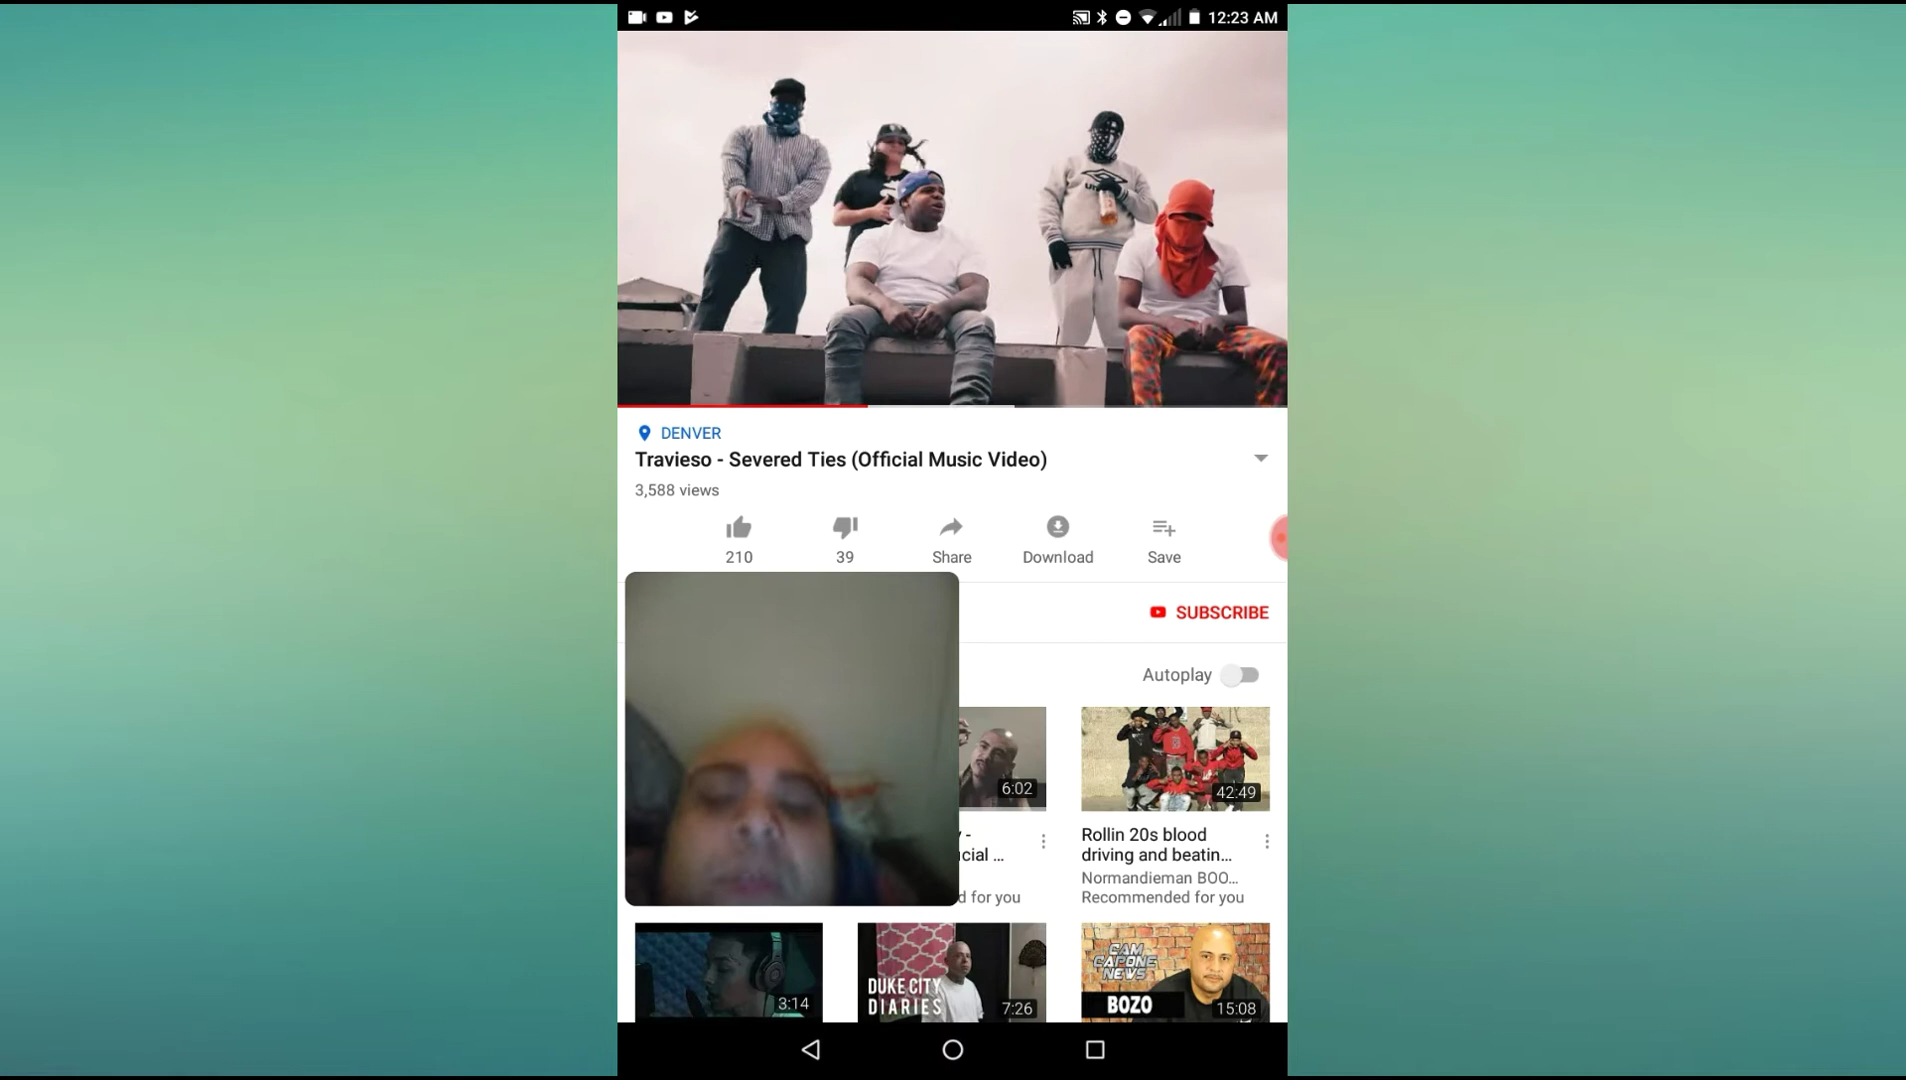 12:23 AM
DENVER
Travieso - Severed Ties (Official Music Video)
3,588 views
210
39
Share
Download
Save
SUBSCRIBE
Autoplay
6:02
42:49
Rollin 20s blood
driving and beatin...
Normandieman BOO...
Recommended for you
-
cial ...
d for you
3:14
DUKE CITY
DIARIES
7:26
CAM
CAPONE
NEWS
BOZO
15:08